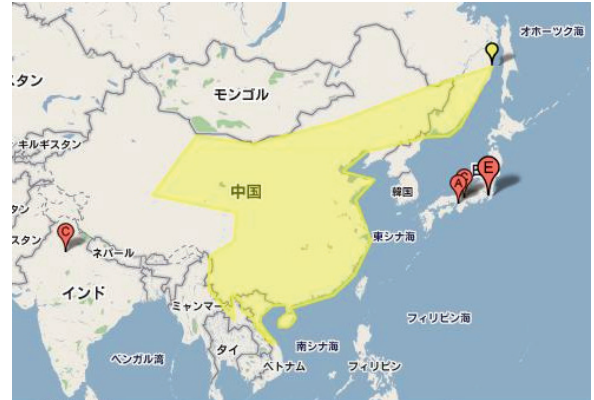 オホーツク海
スタン
モンゴル
キルギスタン
中国
韓国
E
C
A
日
タン
スタン
C
ネパール
東シナ海
インド
ミャンマー
フィリピン海
タイ
南シナ海
ベンガル湾
ベトナム
フィリピン